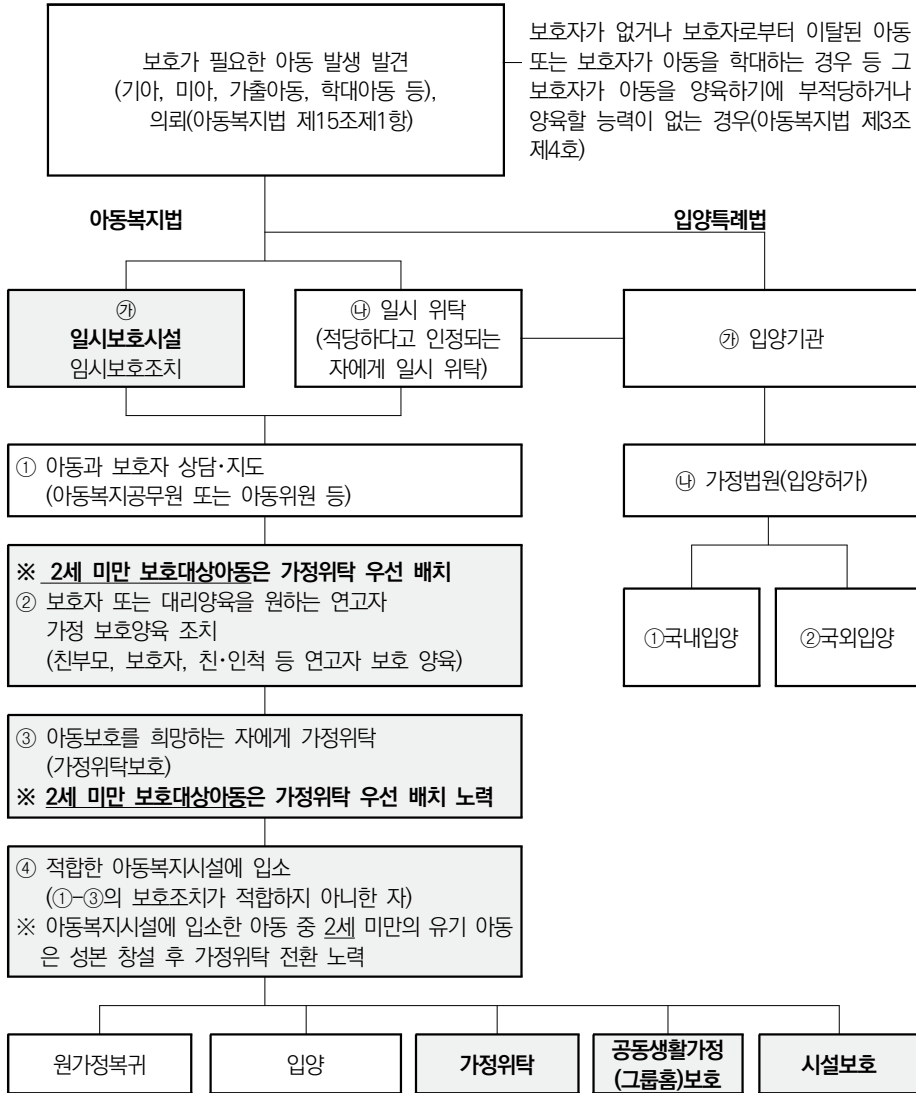 보호가 필요한 아동 발생 발견
(기아, 미아, 가출아동, 학대아동 등),
의뢰(아동복지법 제15조제1항)
보호자가 없거나 보호자로부터 이탈된 아동
또는 보호자가 아동을 학대하는 경우 등 그
보호자가 아동을 양육하기에 부적당하거나
양육할 능력이 없는 경우(아동복지법 제3조
제4호)
아동복지법
입양특례법
㉮
일시보호시설
임시보호조치
㉯ 일시 위탁
(적당하다고 인정되는
자에게 일시 위탁)
㉮ 입양기관
① 아동과 보호자 상담·지도
(아동복지공무원 또는 아동위원 등)
㉯ 가정법원(입양허가)
※ 2세 미만 보호대상아동은 가정위탁 우선 배치
② 보호자 또는 대리양육을 원하는 연고자
가정 보호양육 조치
(친부모, 보호자, 친·인척 등 연고자 보호 양육)
①국내입양
②국외입양
③ 아동보호를 희망하는 자에게 가정위탁
(가정위탁보호)
※ 2세 미만 보호대상아동은 가정위탁 우선 배치 노력
④ 적합한 아동복지시설에 입소
(①-③의 보호조치가 적합하지 아니한 자)
※ 아동복지시설에 입소한 아동 중 2세 미만의 유기 아동
은 성본 창설 후 가정위탁 전환 노력
원가정복귀
입양
가정위탁
공동생활가정
(그룹홈)보호
시설보호